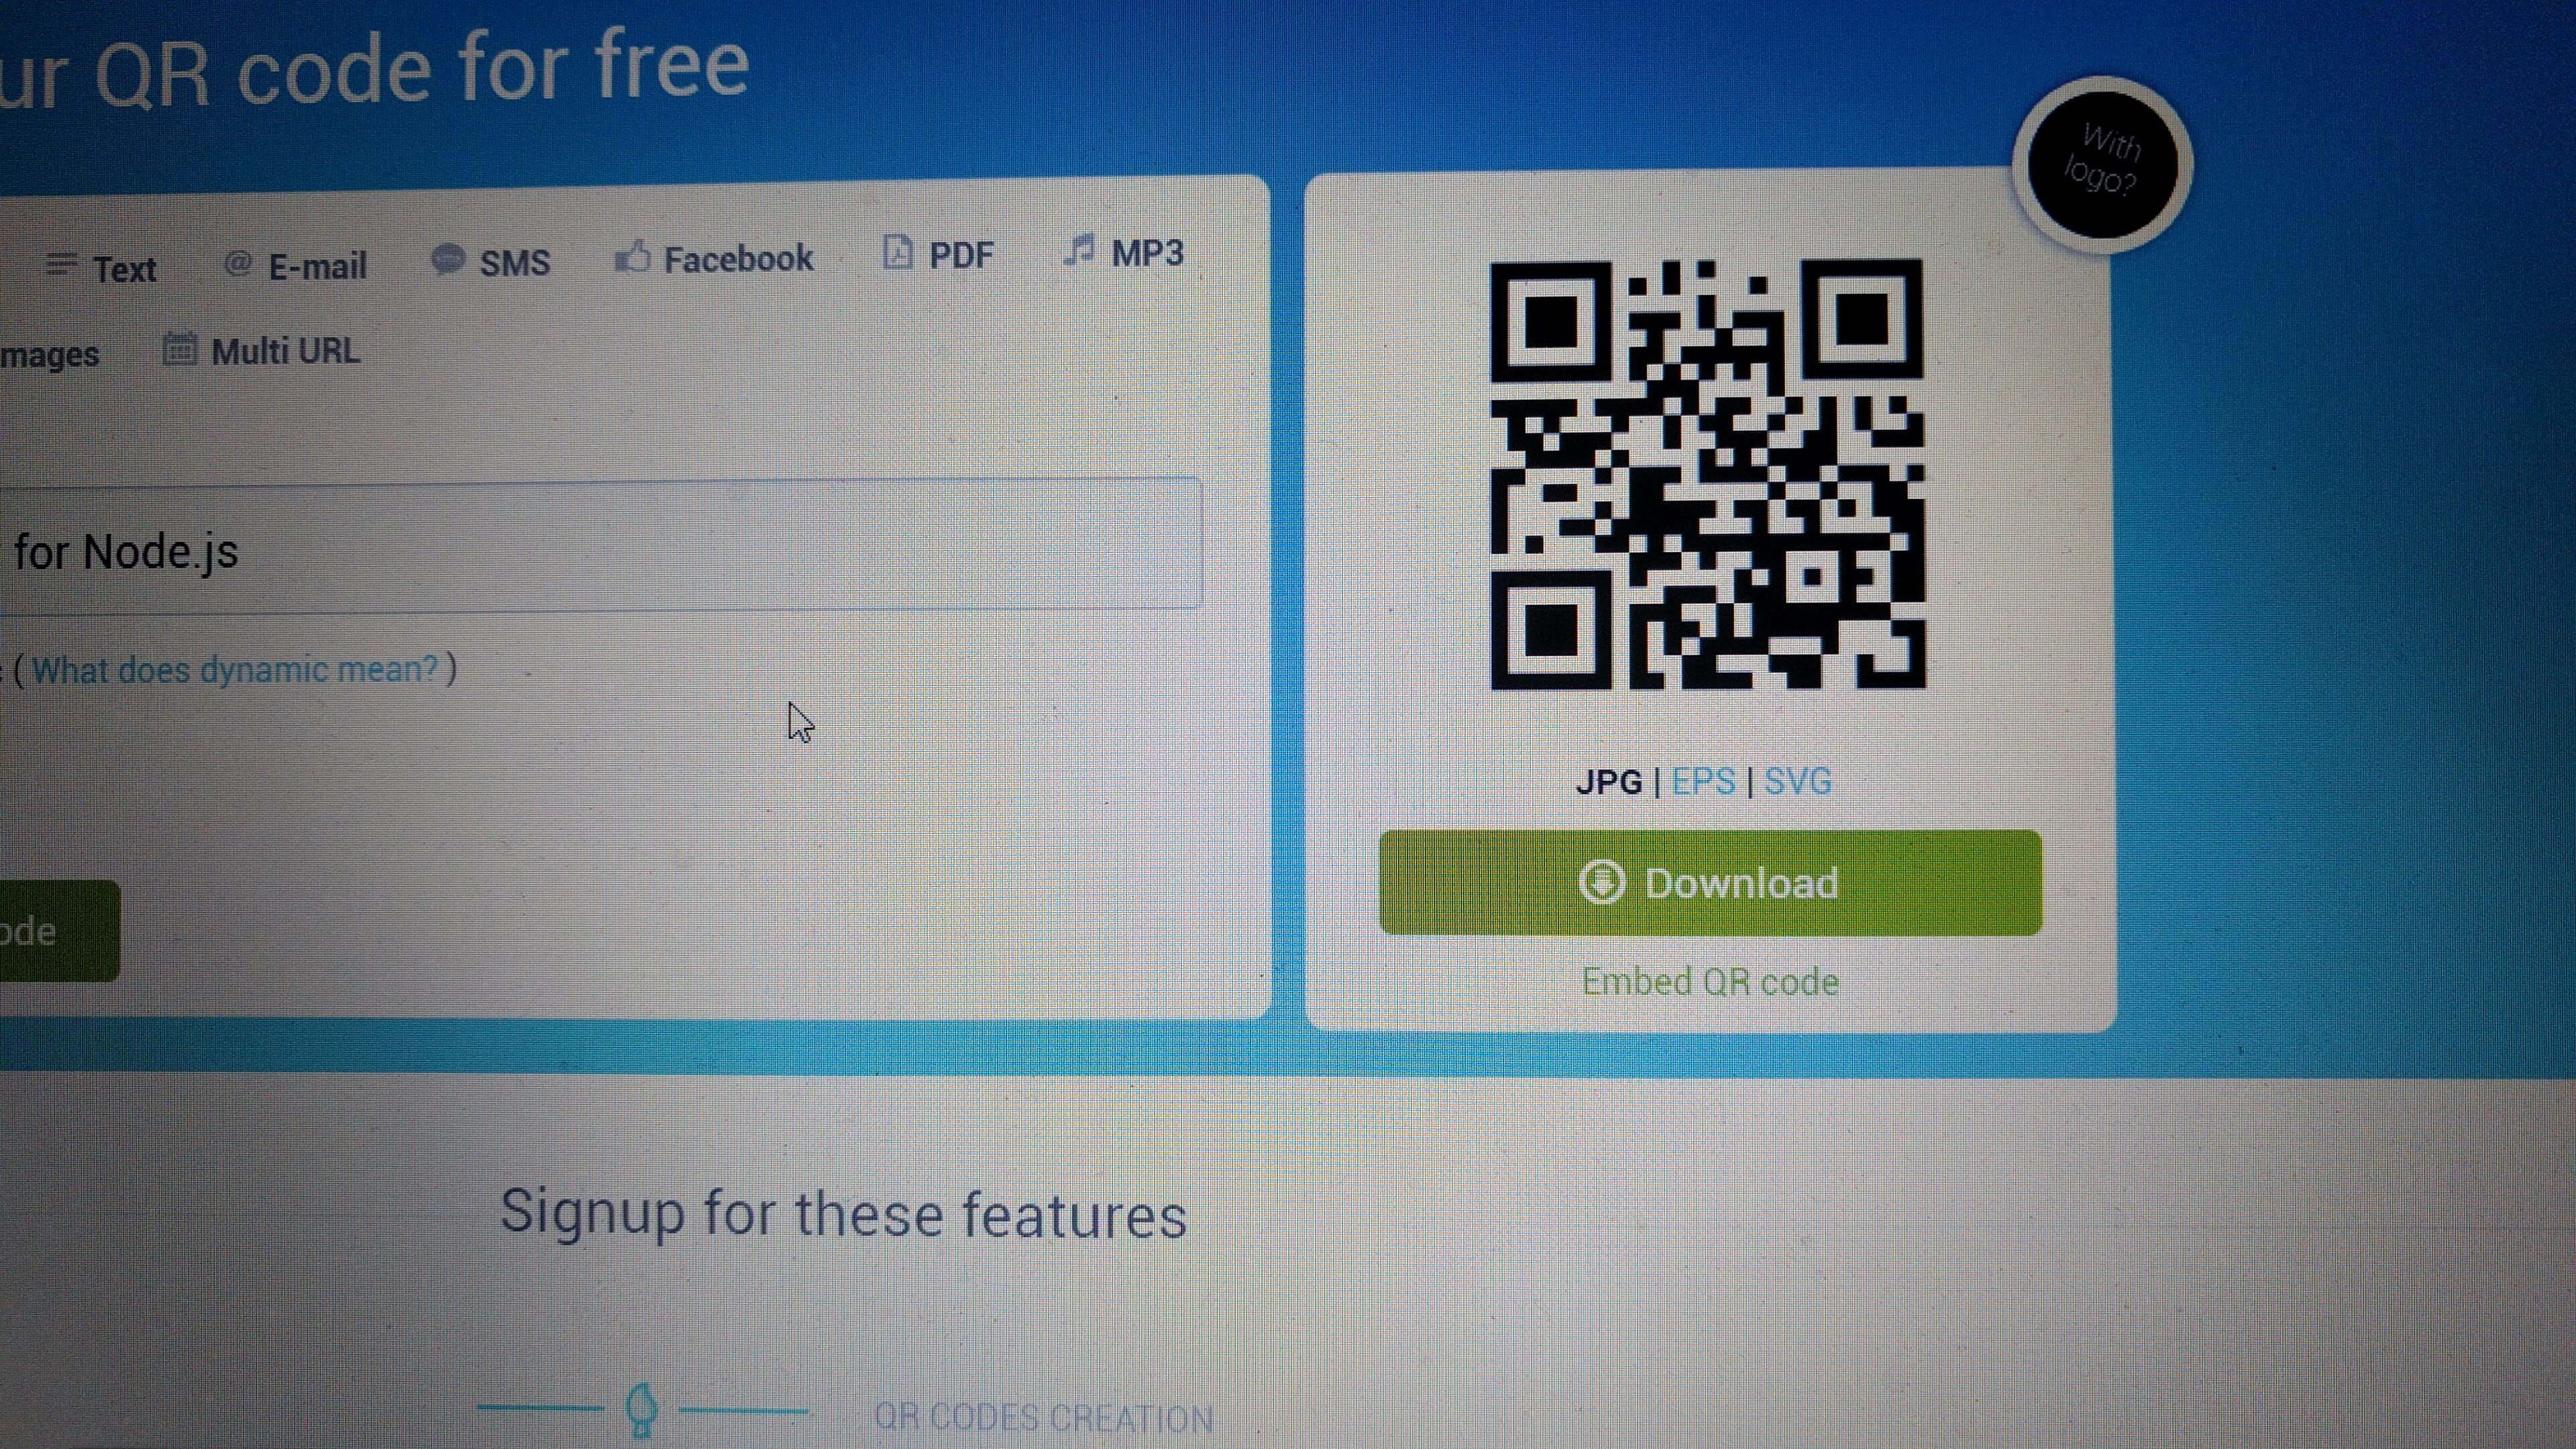 ur QR code for free
With
logo?
Text @ E-mail SMS Facebook PDF MP3
mages Multi URL
for Node.js
(What does dynamic mean?)
ode
JPG | EPS | SVG
Download
Embed QR code
Signup for these features
QR CODES CREATION